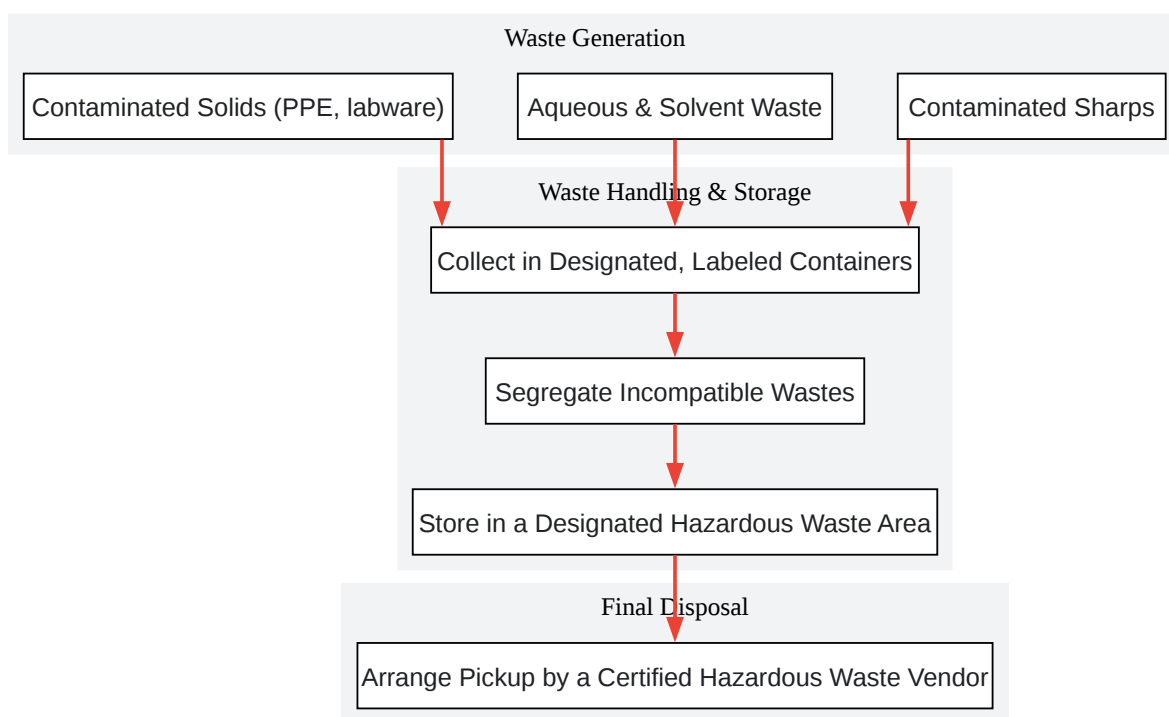 Waste Generation
Contaminated Solids (PPE, labware)
Aqueous & Solvent Waste
Contaminated Sharps
Waste Handling & Storage
Collect in Designated, Labeled Containers
Segregate Incompatible Wastes
Store in a Designated Hazardous Waste Area
Final Disposal
Arrange Pickup by a Certified Hazardous Waste Vendor